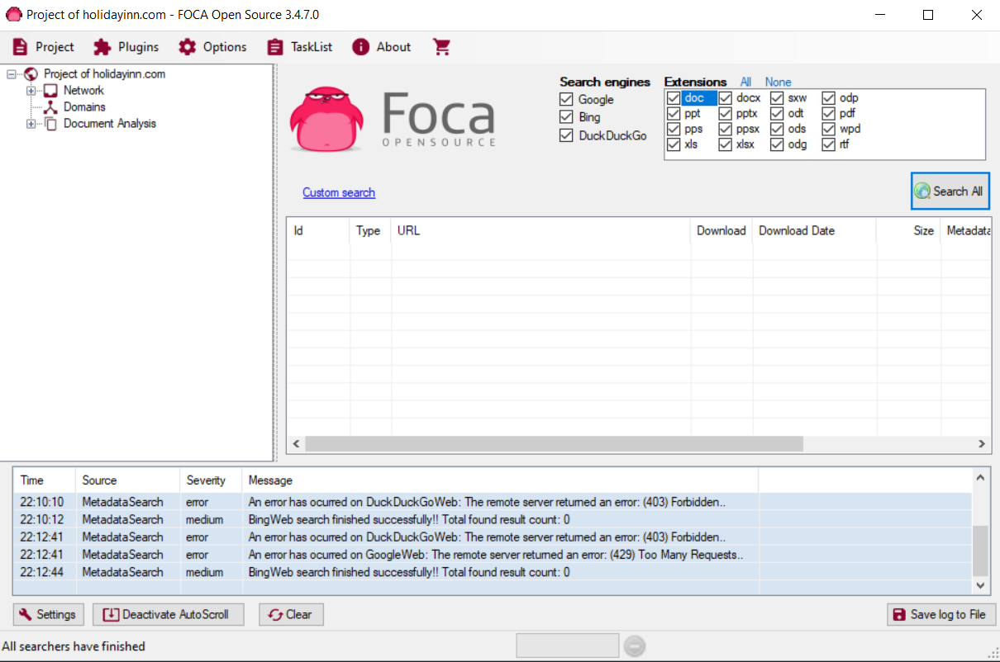 Project of holidayinn.com - FOCA Open Source 3.4.7.0
Project Plugins Options TaskList About
Project of holidayinn.com
Network
Domains
Document Analysis
Foca
OPENSOURCE
Search engines
Google
Bing
DuckDuckGo
Extensions All None
doc docx sxw odp
ppt pptx odt pdf
pps ppsx ods wpd
xls xlsx odg rtf
Custom search
Search All
Id Type URL Download Download Date Size Metadata
Time Source Severity Message
22:10:10 MetadataSearch error An error has ocurred on DuckDuckGoWeb: The remote server returned an error: (403) Forbidden..
22:10:12 MetadataSearch medium BingWeb search finished successfully!! Total found result count: 0
22:12:41 MetadataSearch error An error has ocurred on DuckDuckGoWeb: The remote server returned an error: (403) Forbidden..
22:12:41 MetadataSearch error An error has ocurred on GoogleWeb: The remote server returned an error: (429) Too Many Requests..
22:12:44 MetadataSearch medium BingWeb search finished successfully!! Total found result count: 0
Settings Deactivate AutoScroll Clear Save log to File
All searchers have finished